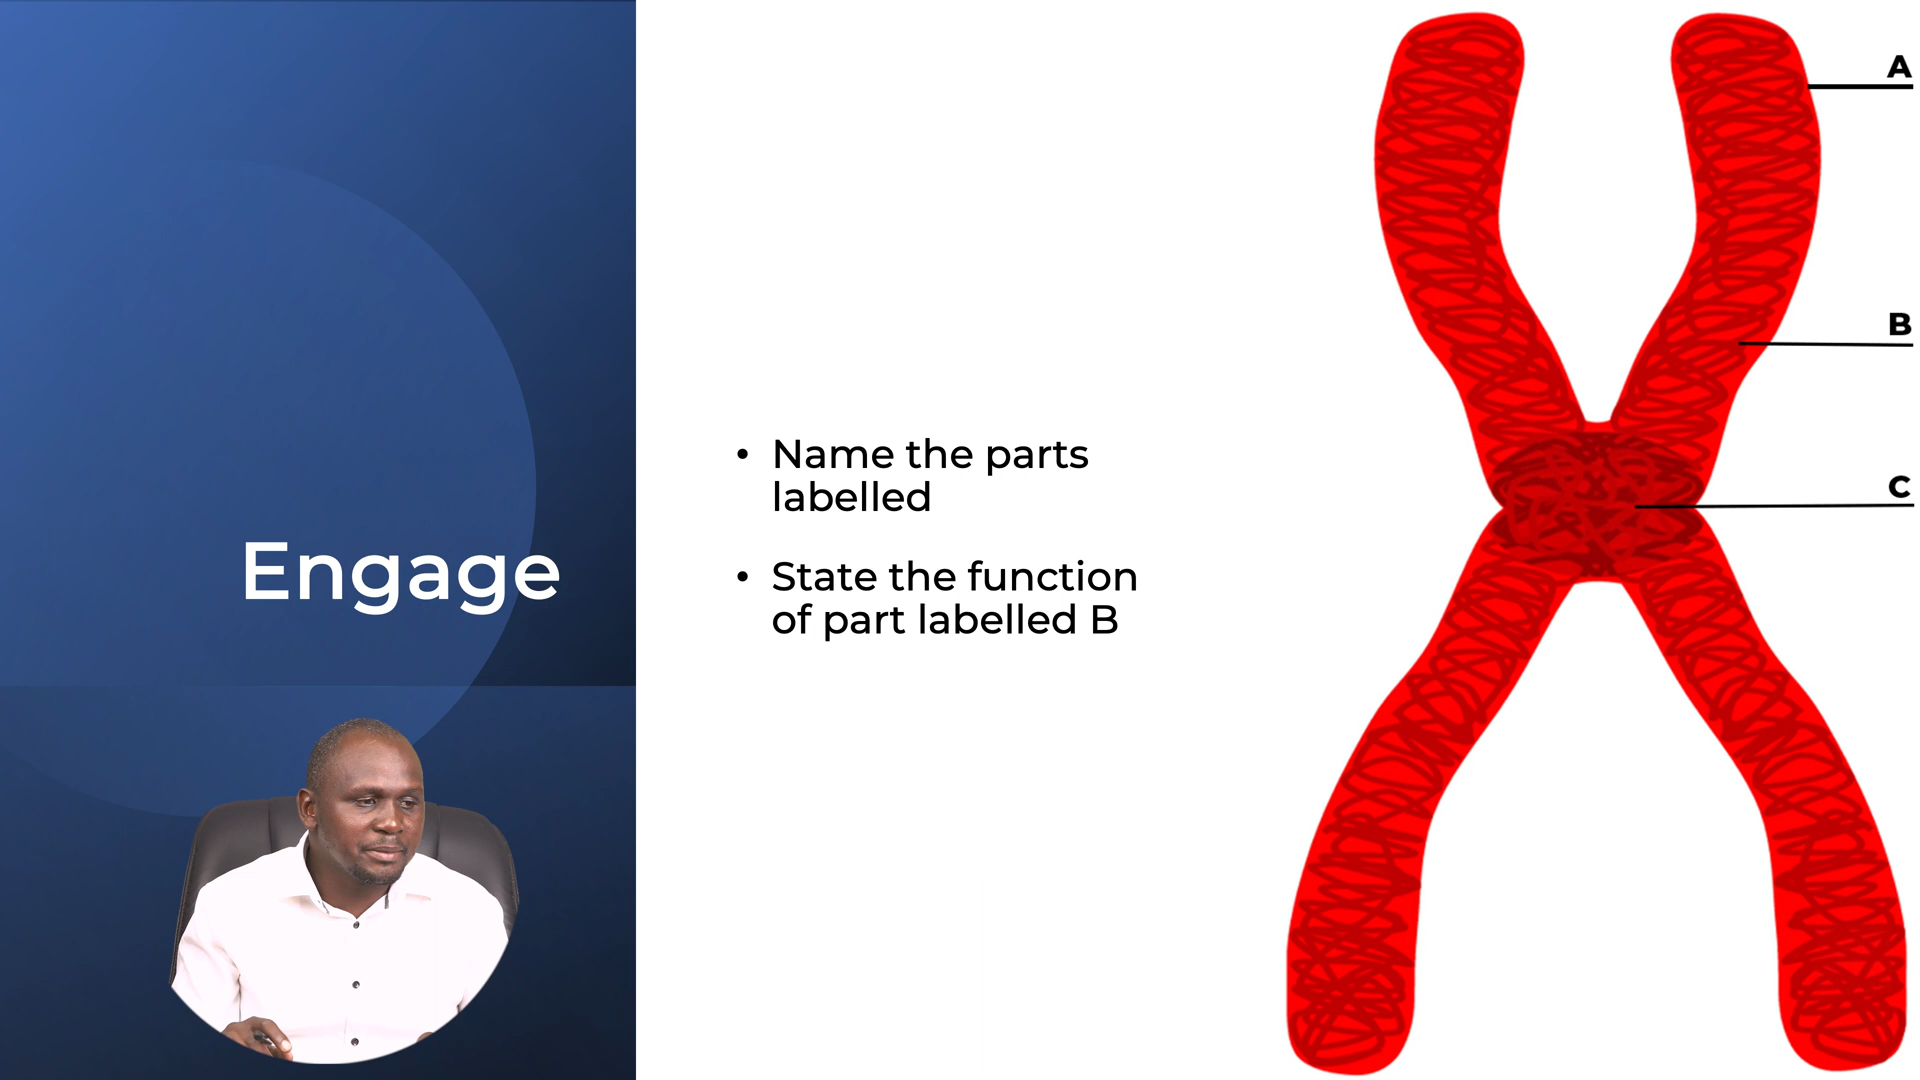 Engage
• Name the parts
labelled
• State the function
of part labelled B
A
B
C